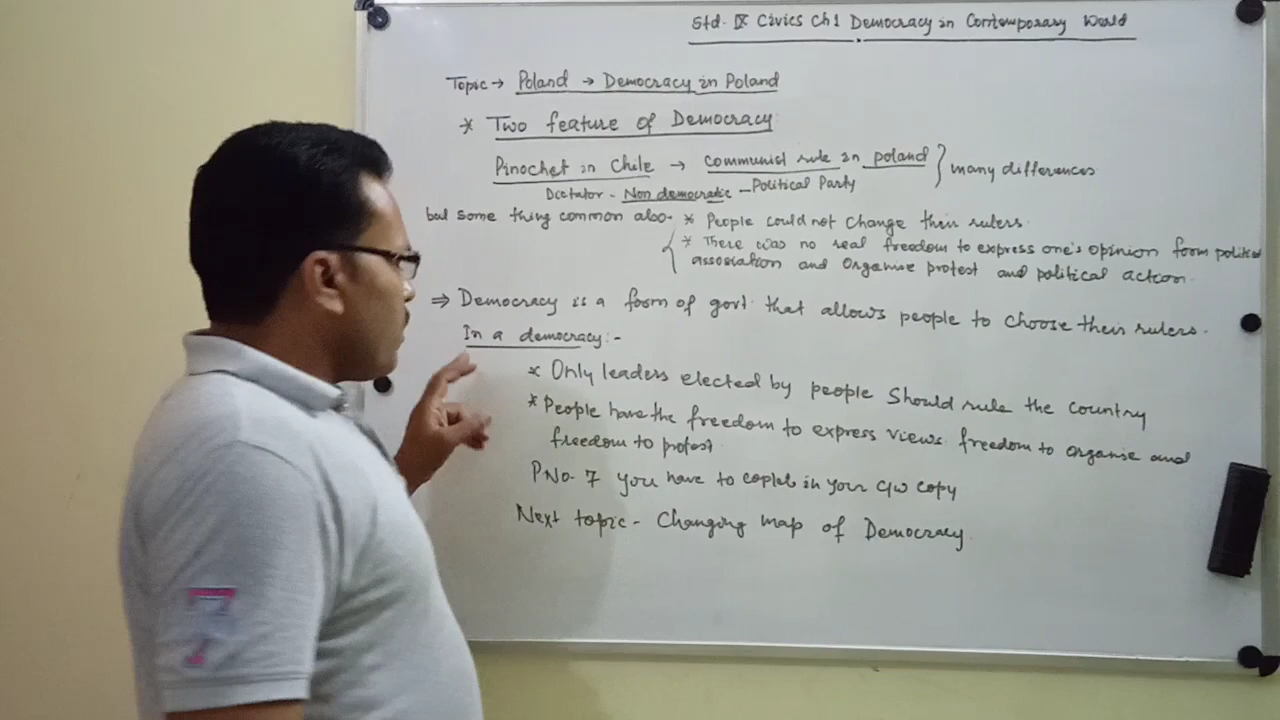 Std. IX Civics Ch1 Democracy in Contemporary World
Topic → Poland → Democracy in Poland
* Two feature of Democracy
Pinochet in Chile → Communist rule in poland } many differences
Dictator - Non democratic - Political Party
but some thing common also - * People could not change their rulers.
* There was no real freedom to express one's opinion form political
association and organise protest and political action.
⇒ Democracy is a form of govt. that allows people to choose their rulers.
In a democracy:-
* Only leaders elected by people should rule the country
* People have the freedom to express views freedom to organise and
freedom to protest.
P No. 7 you have to in your cw copy
Next topic - Changing map of Democracy.